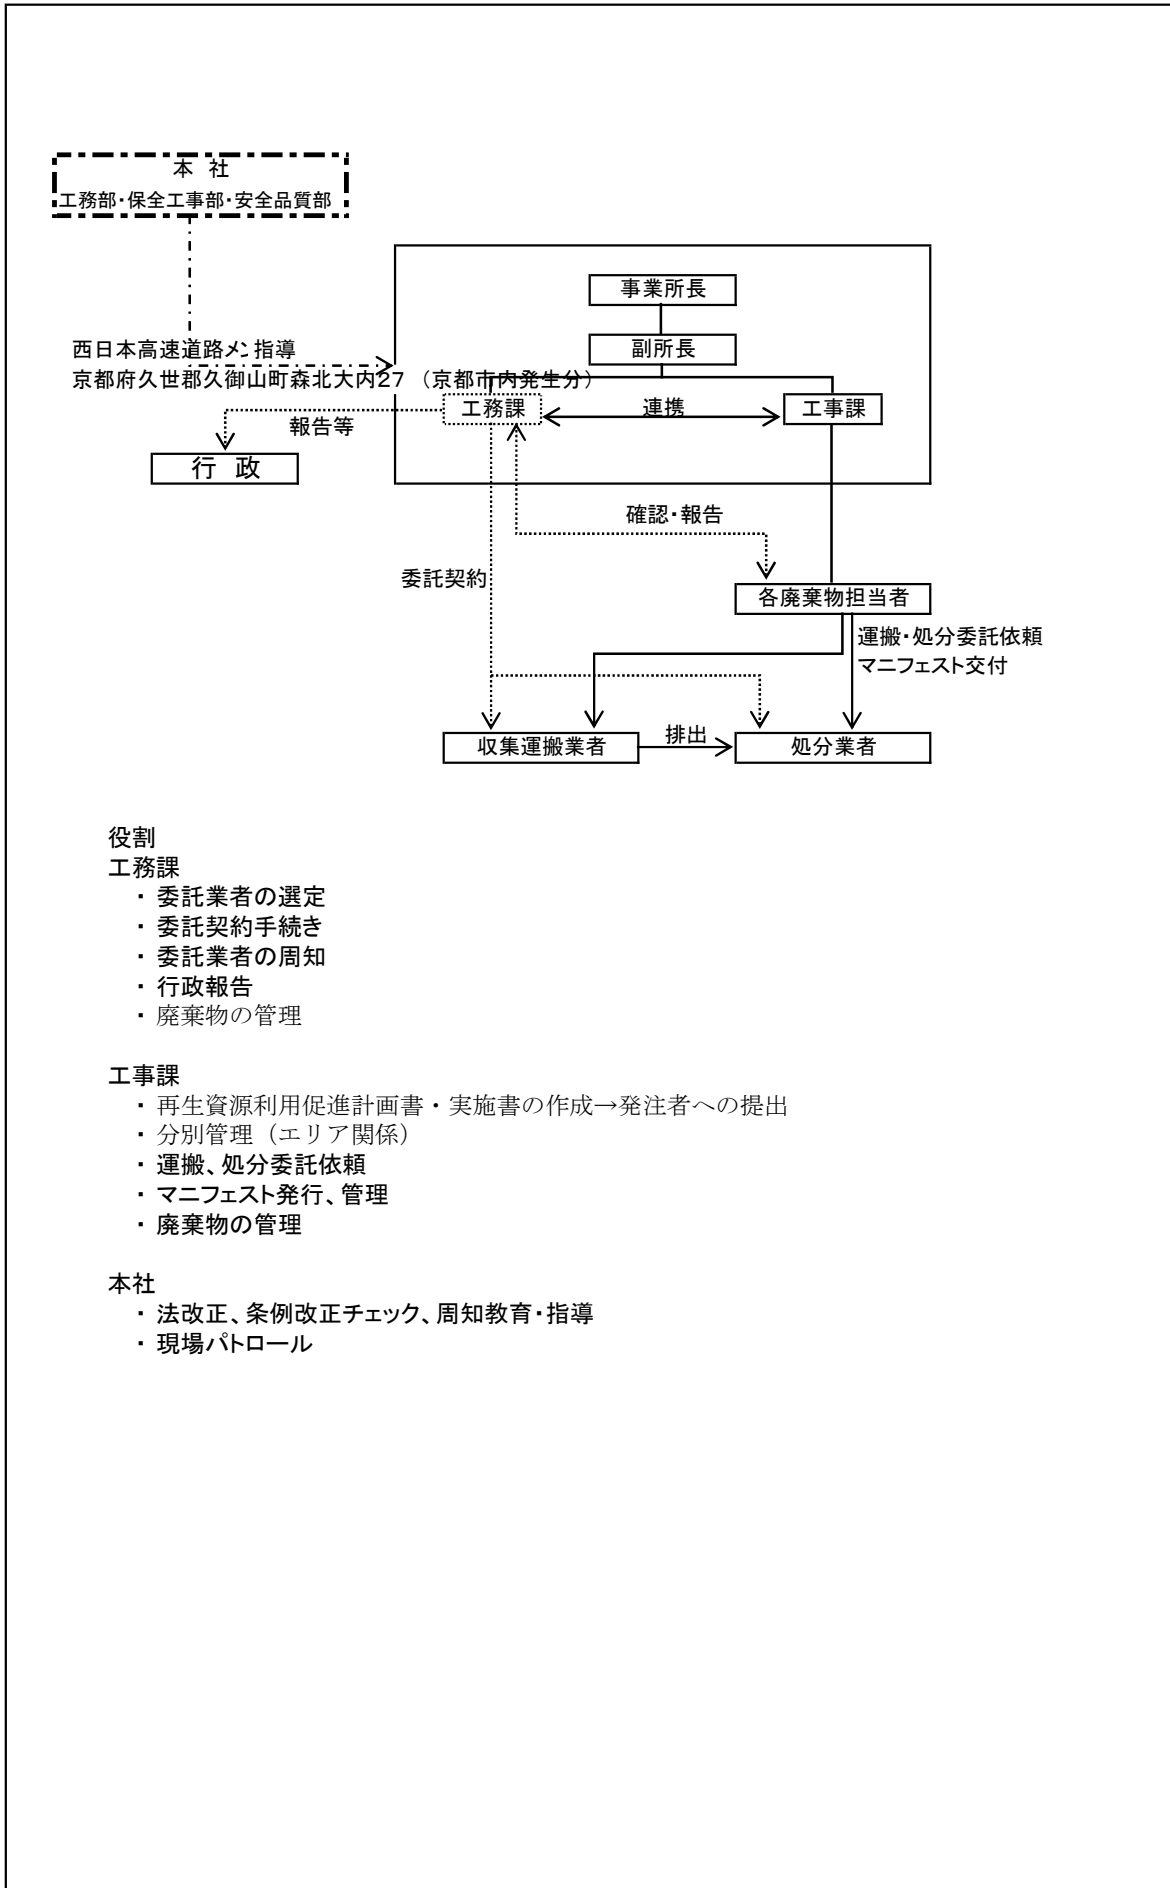 本 社
工務部・保全工事部・安全品質部
事業所長
副所長
西日本高速道路メン
指導
京都府久世郡久御山町森北大内27 （京都市内発生分）
工務課
連携
工事課
報告等
行 政
確認・報告
委託契約
各廃棄物担当者
運搬・処分委託依頼
マニフェスト交付
収集運搬業者
排出
処分業者
役割
工務課
・ 委託業者の選定
・ 委託契約手続き
・ 委託業者の周知
・ 行政報告
・ 廃棄物の管理
工事課
・ 再生資源利用促進計画書・実施書の作成→発注者への提出
・ 分別管理（エリア関係）
・ 運搬、処分委託依頼
・ マニフェスト発行、管理
・ 廃棄物の管理
本社
・ 法改正、条例改正チェック、周知教育・指導
・ 現場パトロール